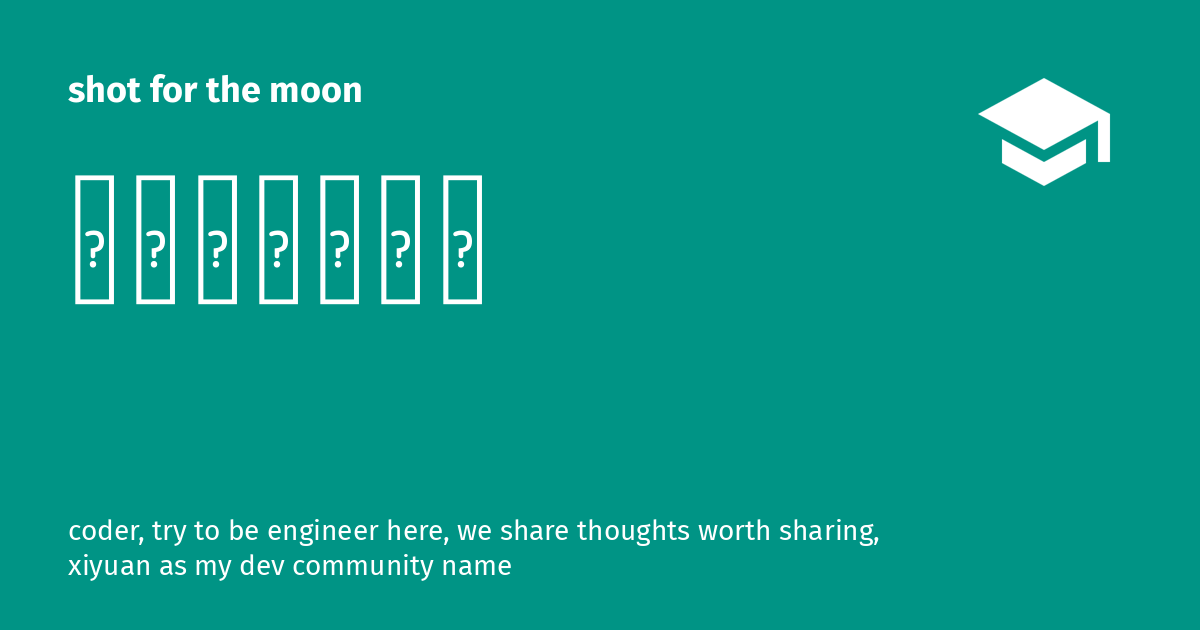 shot for the moon
coder, try to be engineer here, we share thoughts worth sharing,
xiyuan as my dev community name